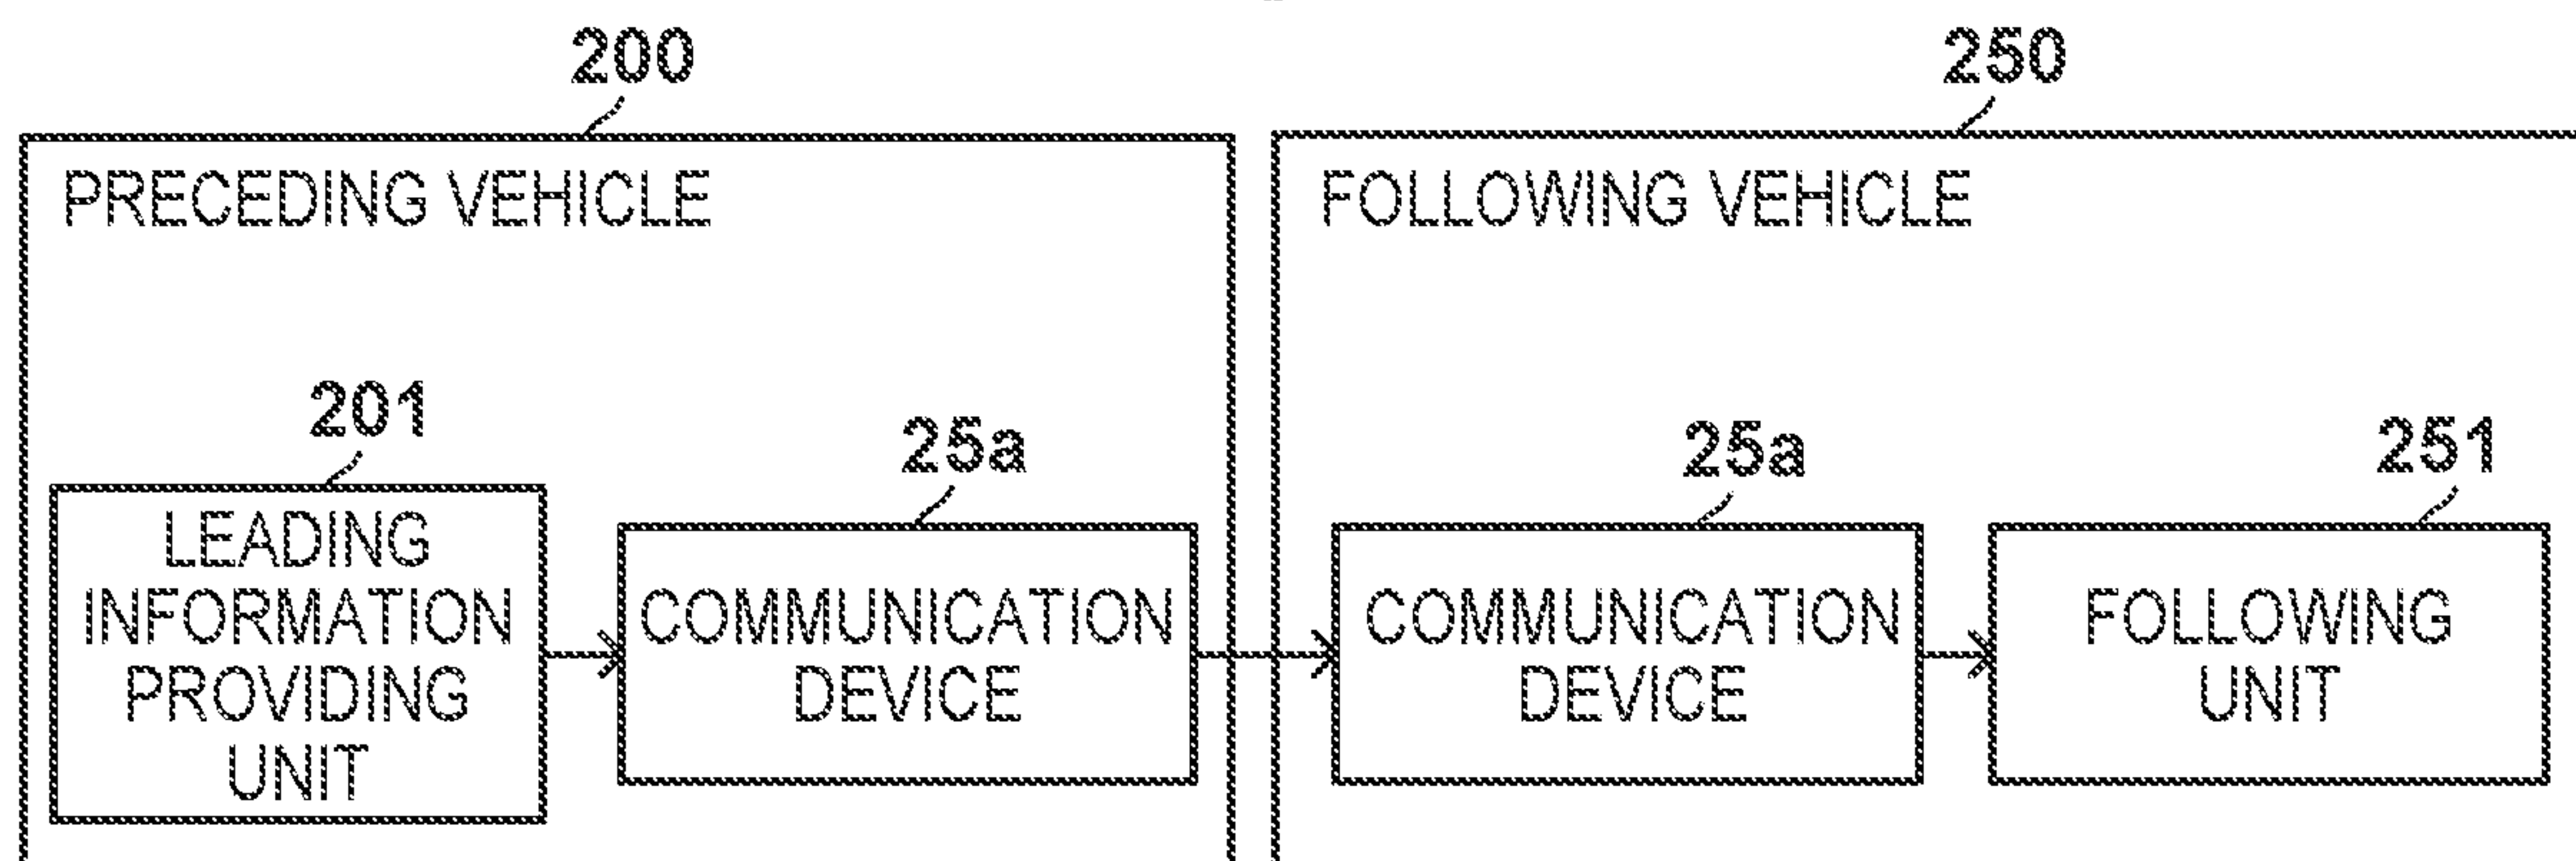 200
PRECEDING VEHICLE
201
LEADING
INFORMATION
PROVIDING
UNIT
25a
COMMUNICATION
DEVICE
250
FOLLOWING VEHICLE
25a
COMMUNICATION
DEVICE
251
FOLLOWING
UNIT